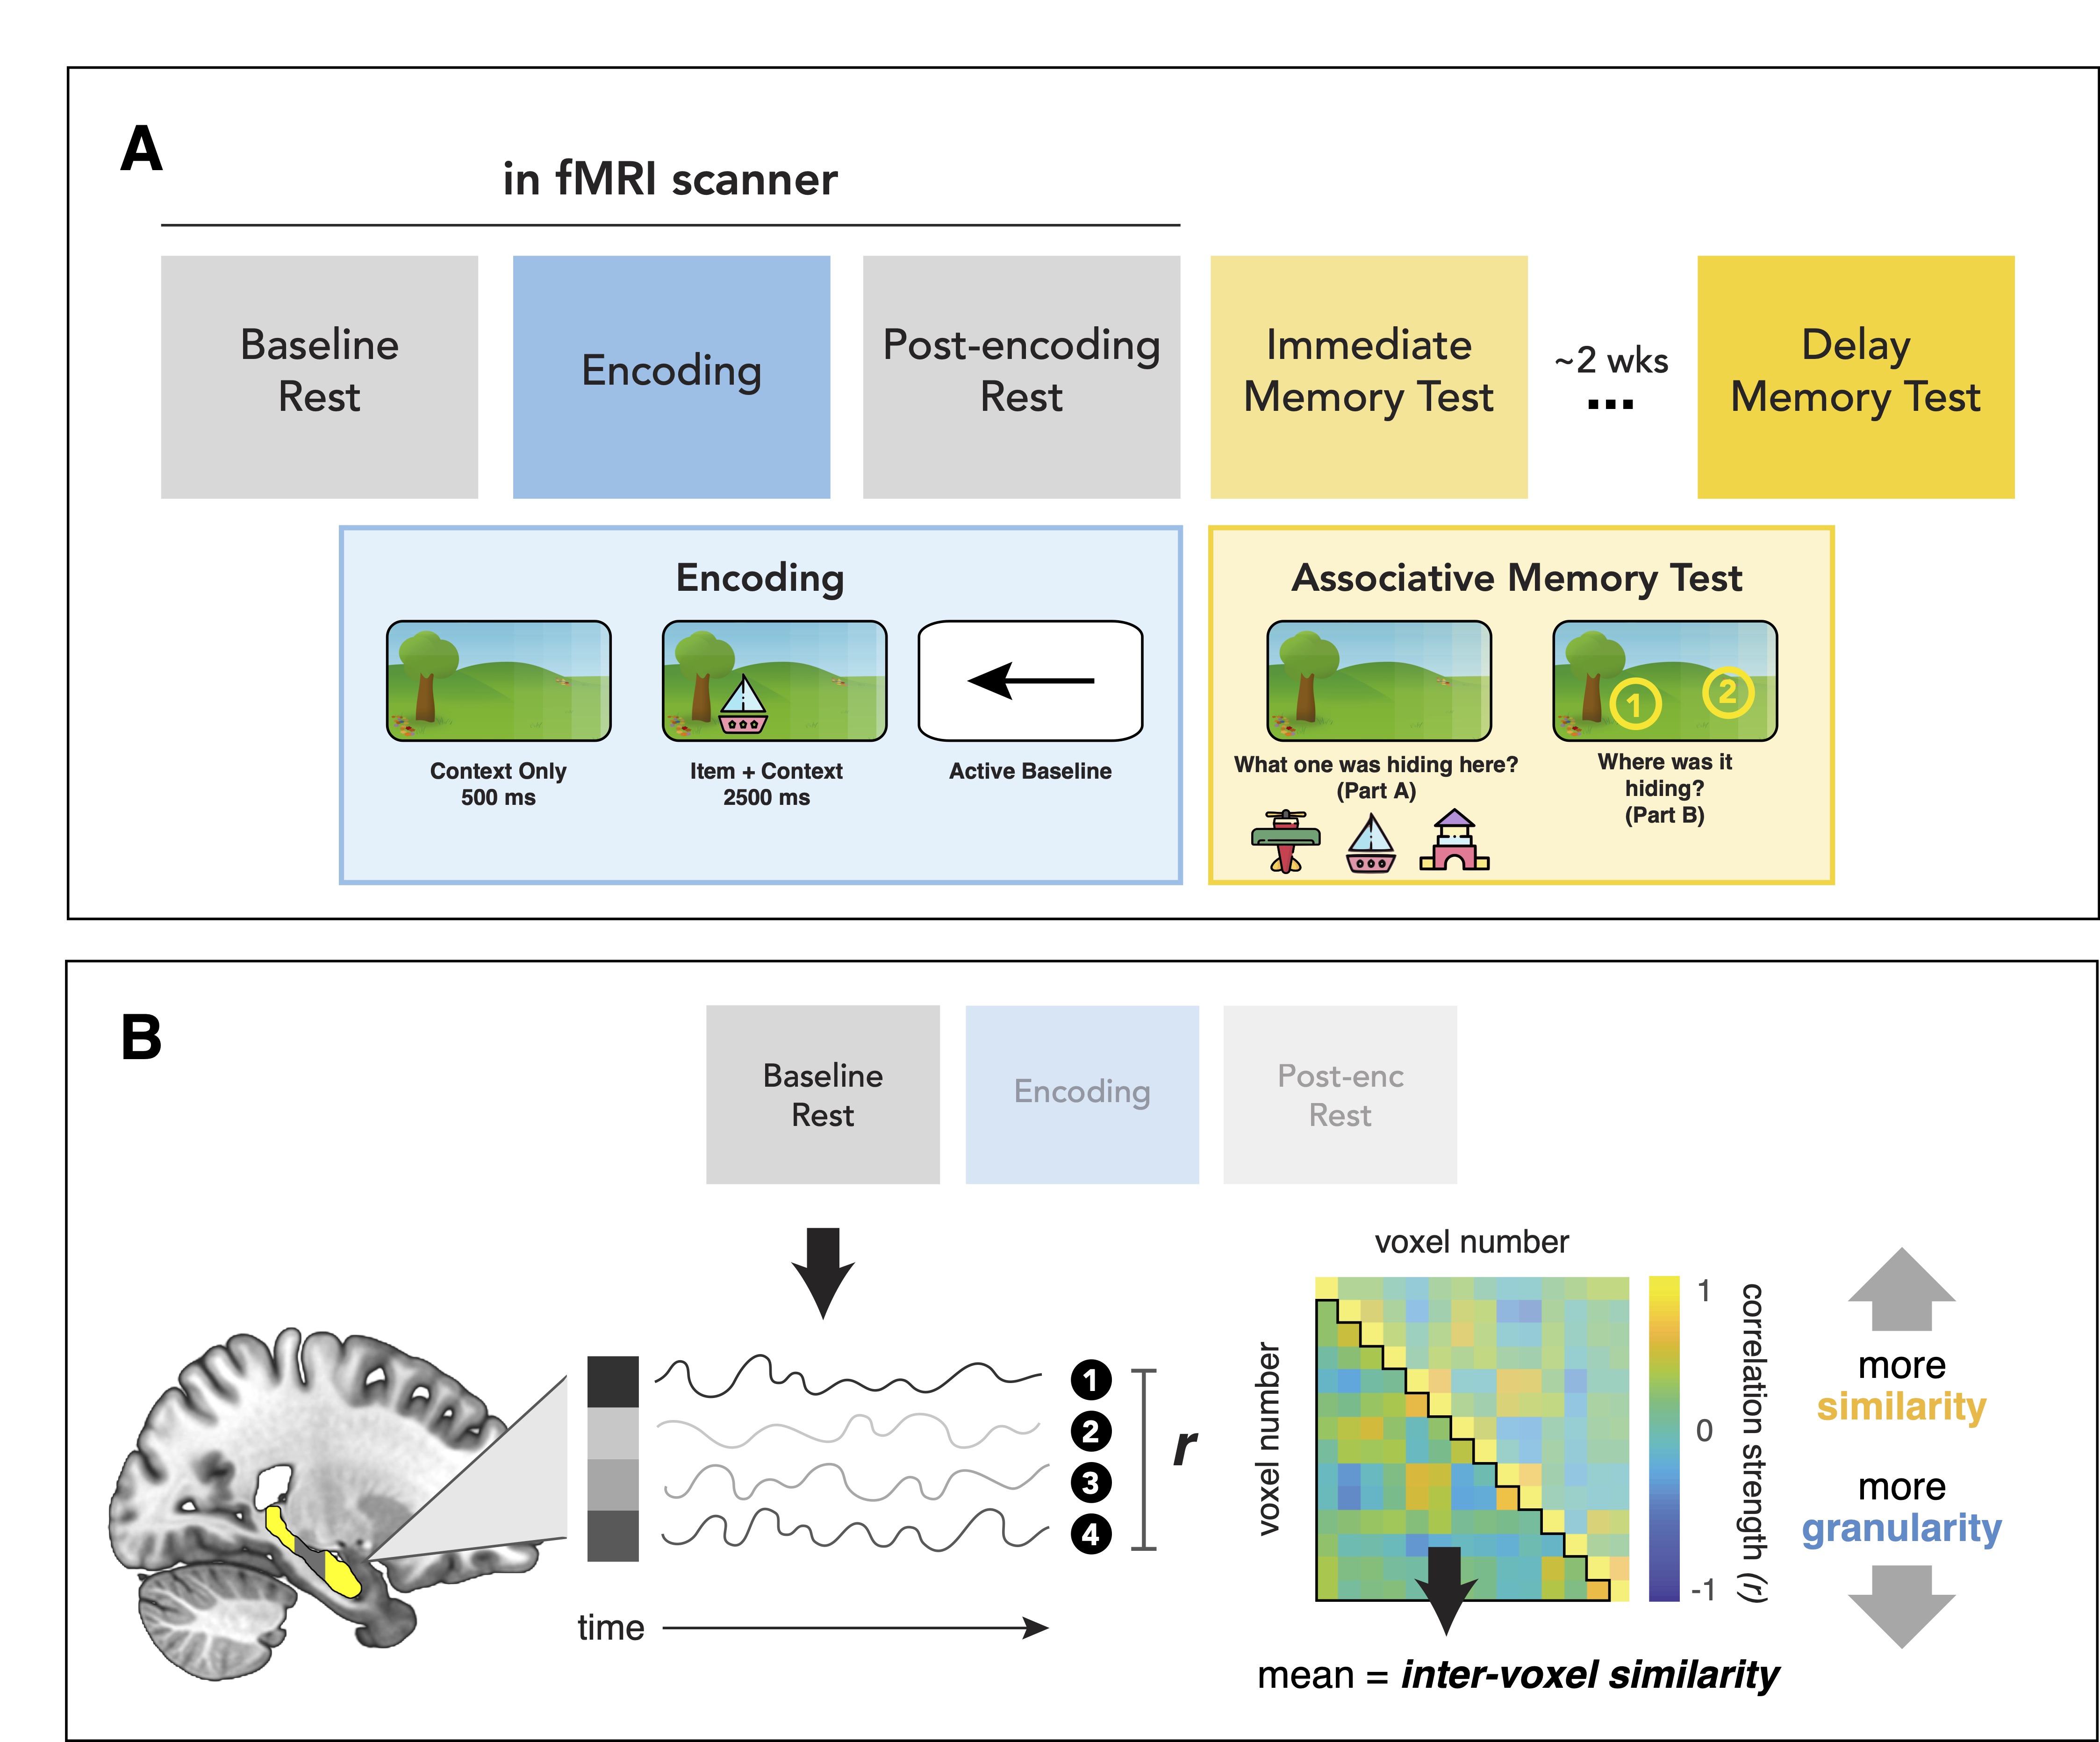 A
in fMRI scanner
Baseline
Rest
Encoding
Post-encoding
Rest
Immediate
Memory Test
~2 wks
...
Delay
Memory Test
Encoding
Context Only
500 ms
Item + Context
2500 ms
Active Baseline
Associative Memory Test
1
2
What one was hiding here?
(Part A)
Where was it
hiding?
(Part B)
B
Baseline
Rest
Encoding
Post-enc
Rest
1
2
3
4
r
time
voxel number
voxel number
1
0
-1
correlation strength (r)
more
similarity
more
granularity
mean = inter-voxel similarity